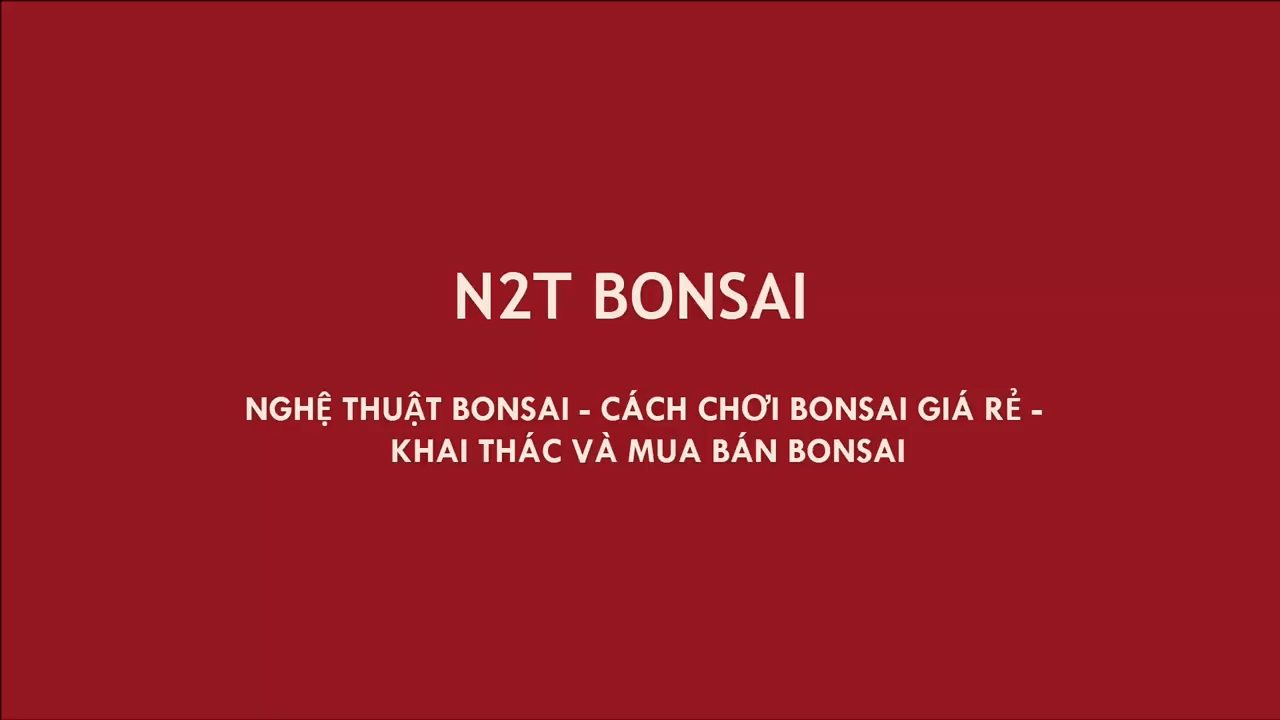 N2T BONSAI
NGHỆ THUẬT BONSAI - CÁCH CHƠI BONSAI GIÁ RẺ -
KHAI THÁC VÀ MUA BÁN BONSAI